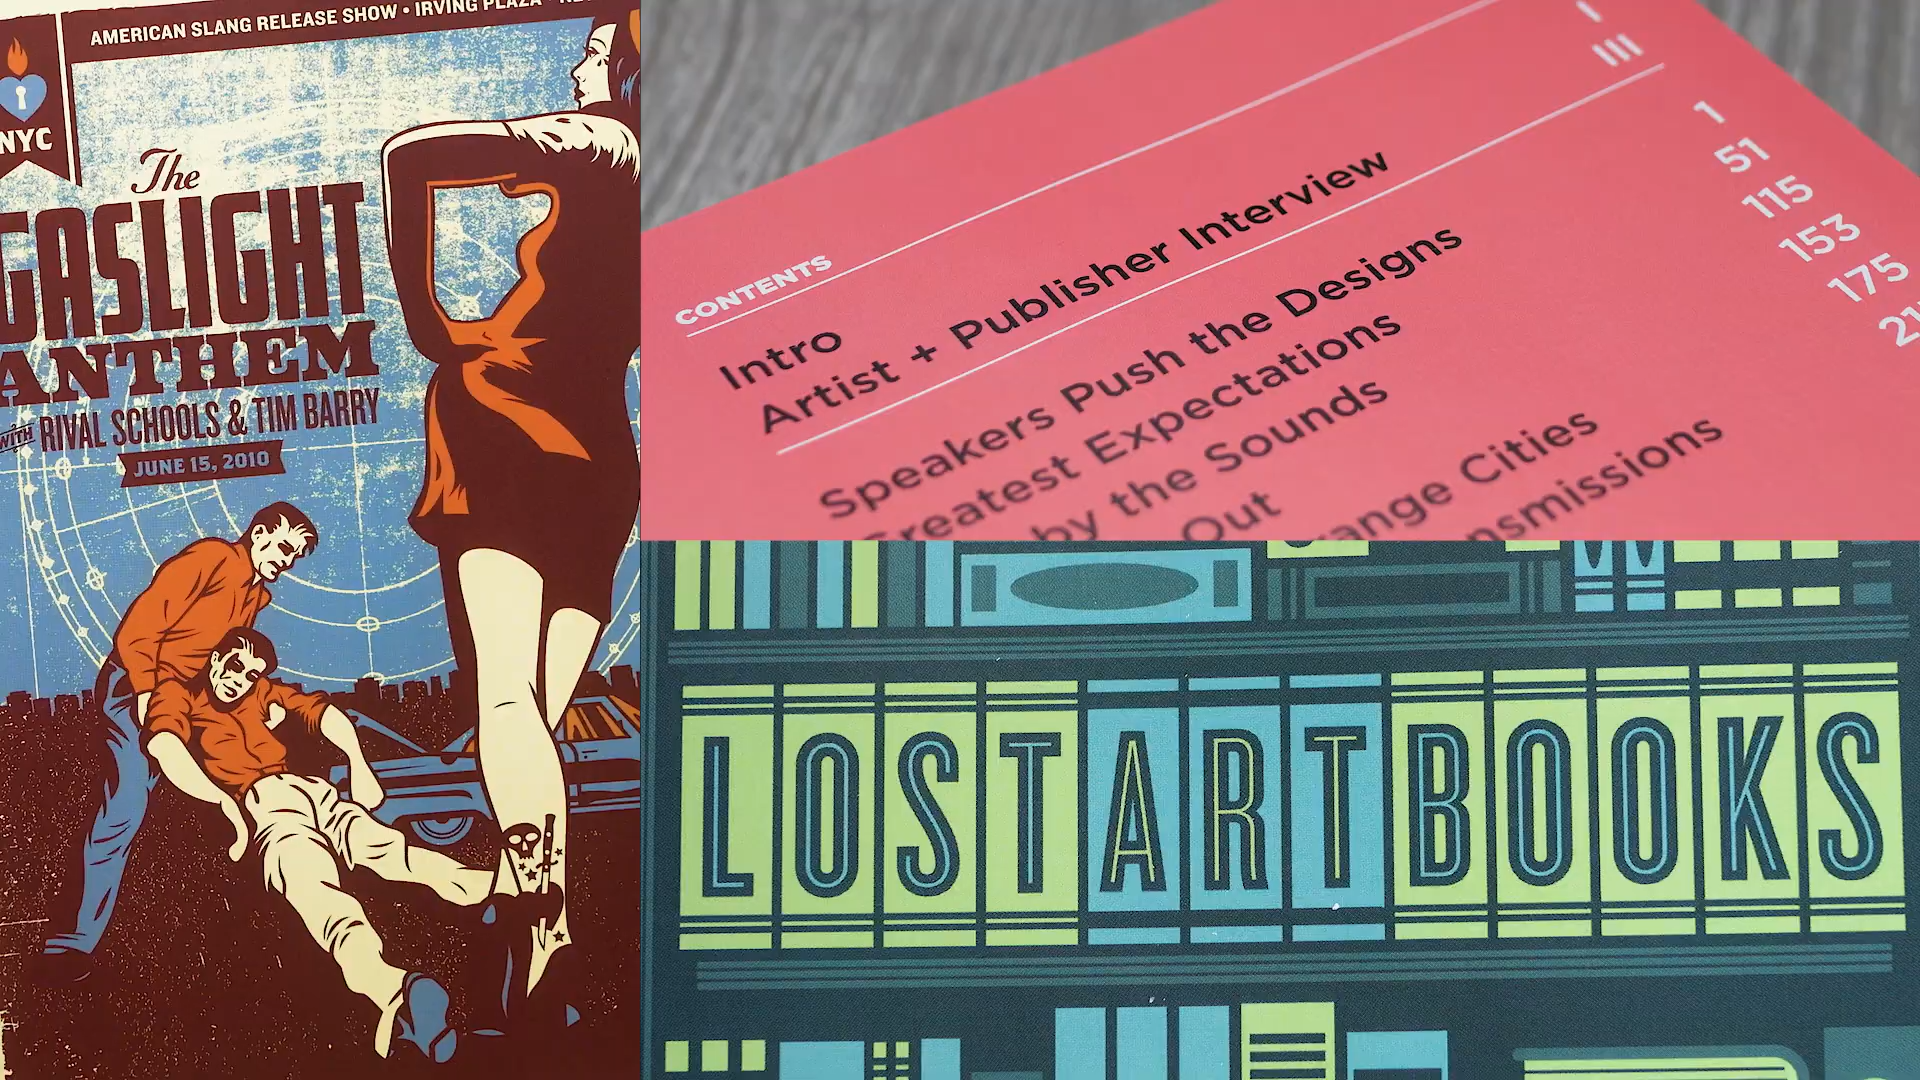 AMERICAN SLANG RELEASE SHOW • IRVING PLAZA
NYC
The
GASLIGHT
ANTHEM
WITH RIVAL SCHOOLS & TIM BARRY
JUNE 15, 2010
CONTENTS
Intro I
Artist + Publisher Interview III
Speakers Push the Designs 1
Greatest Expectations 51
by the Sounds 115
Out 153
range Cities 175
nsmissions
LOSTARTBOOKS